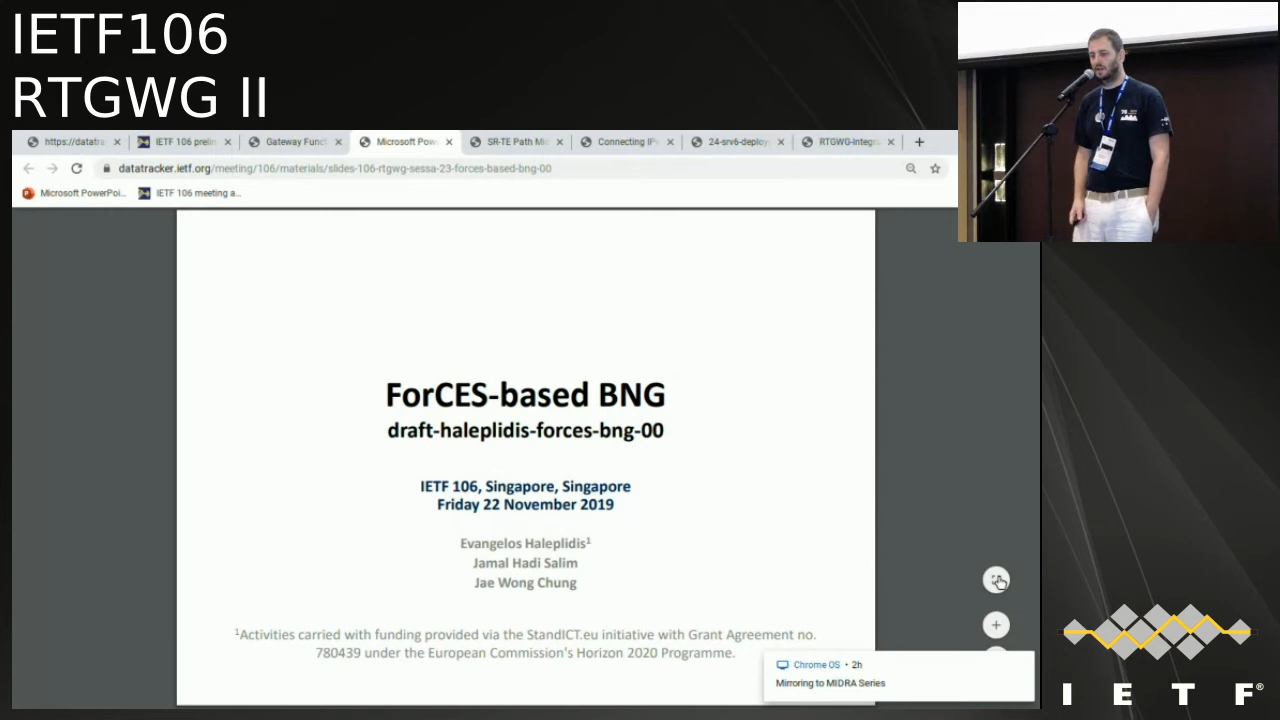 IETF106
RTGWG II
https://datatra
IETF 106 prelin
Gateway Funct
Microsoft Pow
SR-TE Path Mi
Connecting IPv
24-srv6-deploy
RTGWG-Integra
datatracker.ietf.org/meeting/106/materials/slides-106-rtgwg-sessa-23-forces-based-bng-00
Microsoft PowerPoi...
IETF 106 meeting a...
ForCES-based BNG
draft-haleplidis-forces-bng-00
IETF 106, Singapore, Singapore
Friday 22 November 2019
Evangelos Haleplidis¹
Jamal Hadi Salim
Jae Wong Chung
¹Activities carried with funding provided via the StandICT.eu initiative with Grant Agreement no.
780439 under the European Commission's Horizon 2020 Programme.
Chrome OS • 2h
Mirroring to MIDRA Series
I E T F®